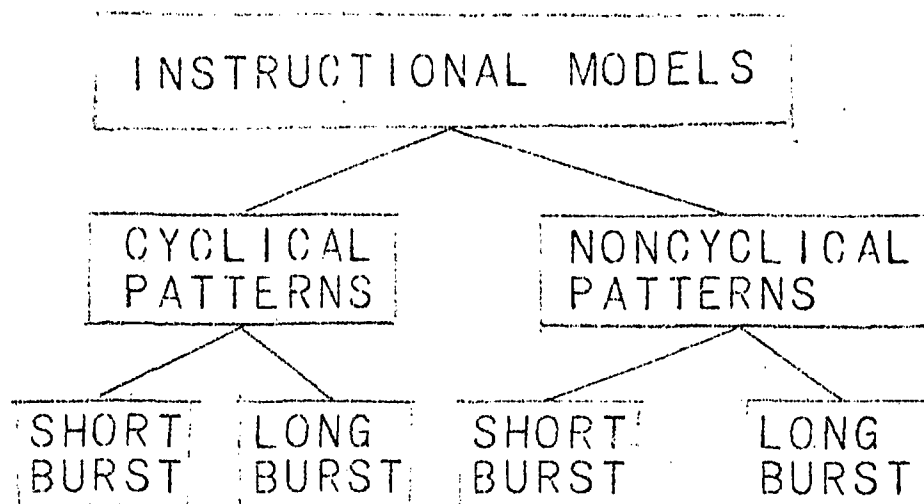 INSTRUCTIONAL MODELS
CYCLICAL
PATTERNS
NONCYCLICAL
PATTERNS
SHORT
BURST
LONG
BURST
SHORT
BURST
LONG
BURST